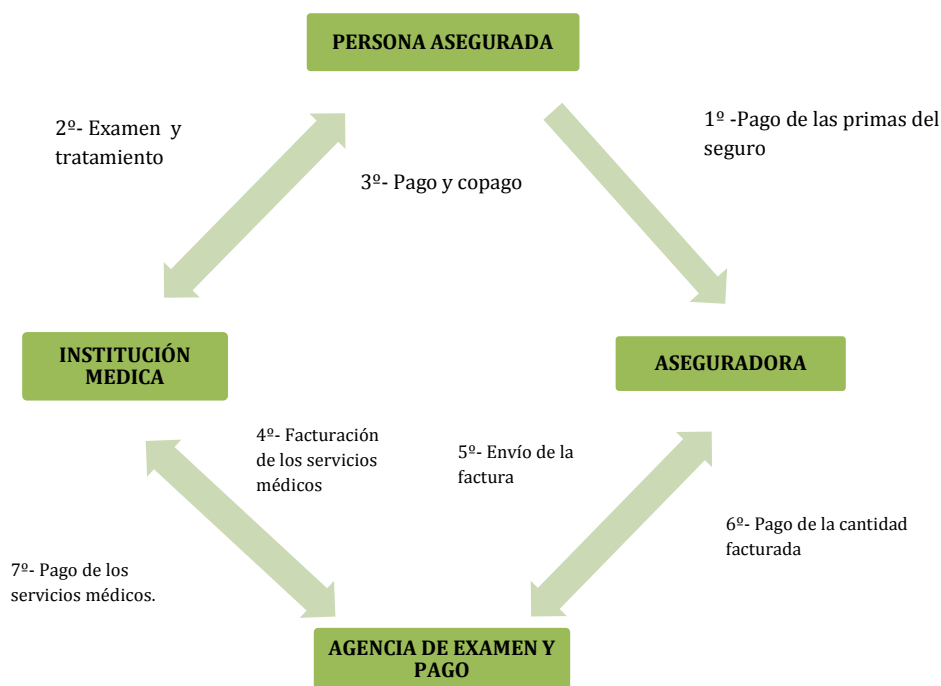 PERSONA ASEGURADA
2º- Examen y
tratamiento
1º -Pago de las primas del
seguro
3º- Pago y copago
INSTITUCIÓN
MEDICA
ASEGURADORA
4º- Facturación
de los servicios
médicos
5º- Envío de la
factura
6º- Pago de la cantidad
facturada
7º- Pago de los
servicios médicos.
AGENCIA DE EXAMEN Y
PAGO